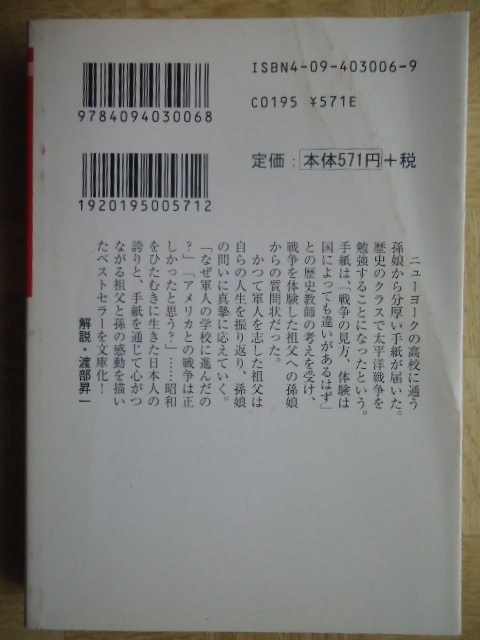 ISBN4-09-403006-9
C0195 ¥571E
9784094030068
定価：本体571円+税
1920195005712
ニューヨークの高校に通う
孫娘から分厚い手紙が届いた。
歴史のクラスで太平洋戦争を
勉強することになったという。
手紙は、「戦争の見方、体験は
国によっても違いがあるはず」
との歴史教師の考えを受け、
戦争を体験した祖父への孫娘
からの質問状だった。
かつて軍人を志した祖父は
自らの人生を振り返り、孫娘
の問いに真摯に応えていく。
「なぜ軍人の学校に進んだの
？」「アメリカとの戦争は正
しかったと思う？」……昭和
をひたむきに生きた日本人の
誇りと、手紙を通じて心がつ
ながる祖父と孫の感動を描い
たベストセラーを文庫化！
解説・渡部昇一